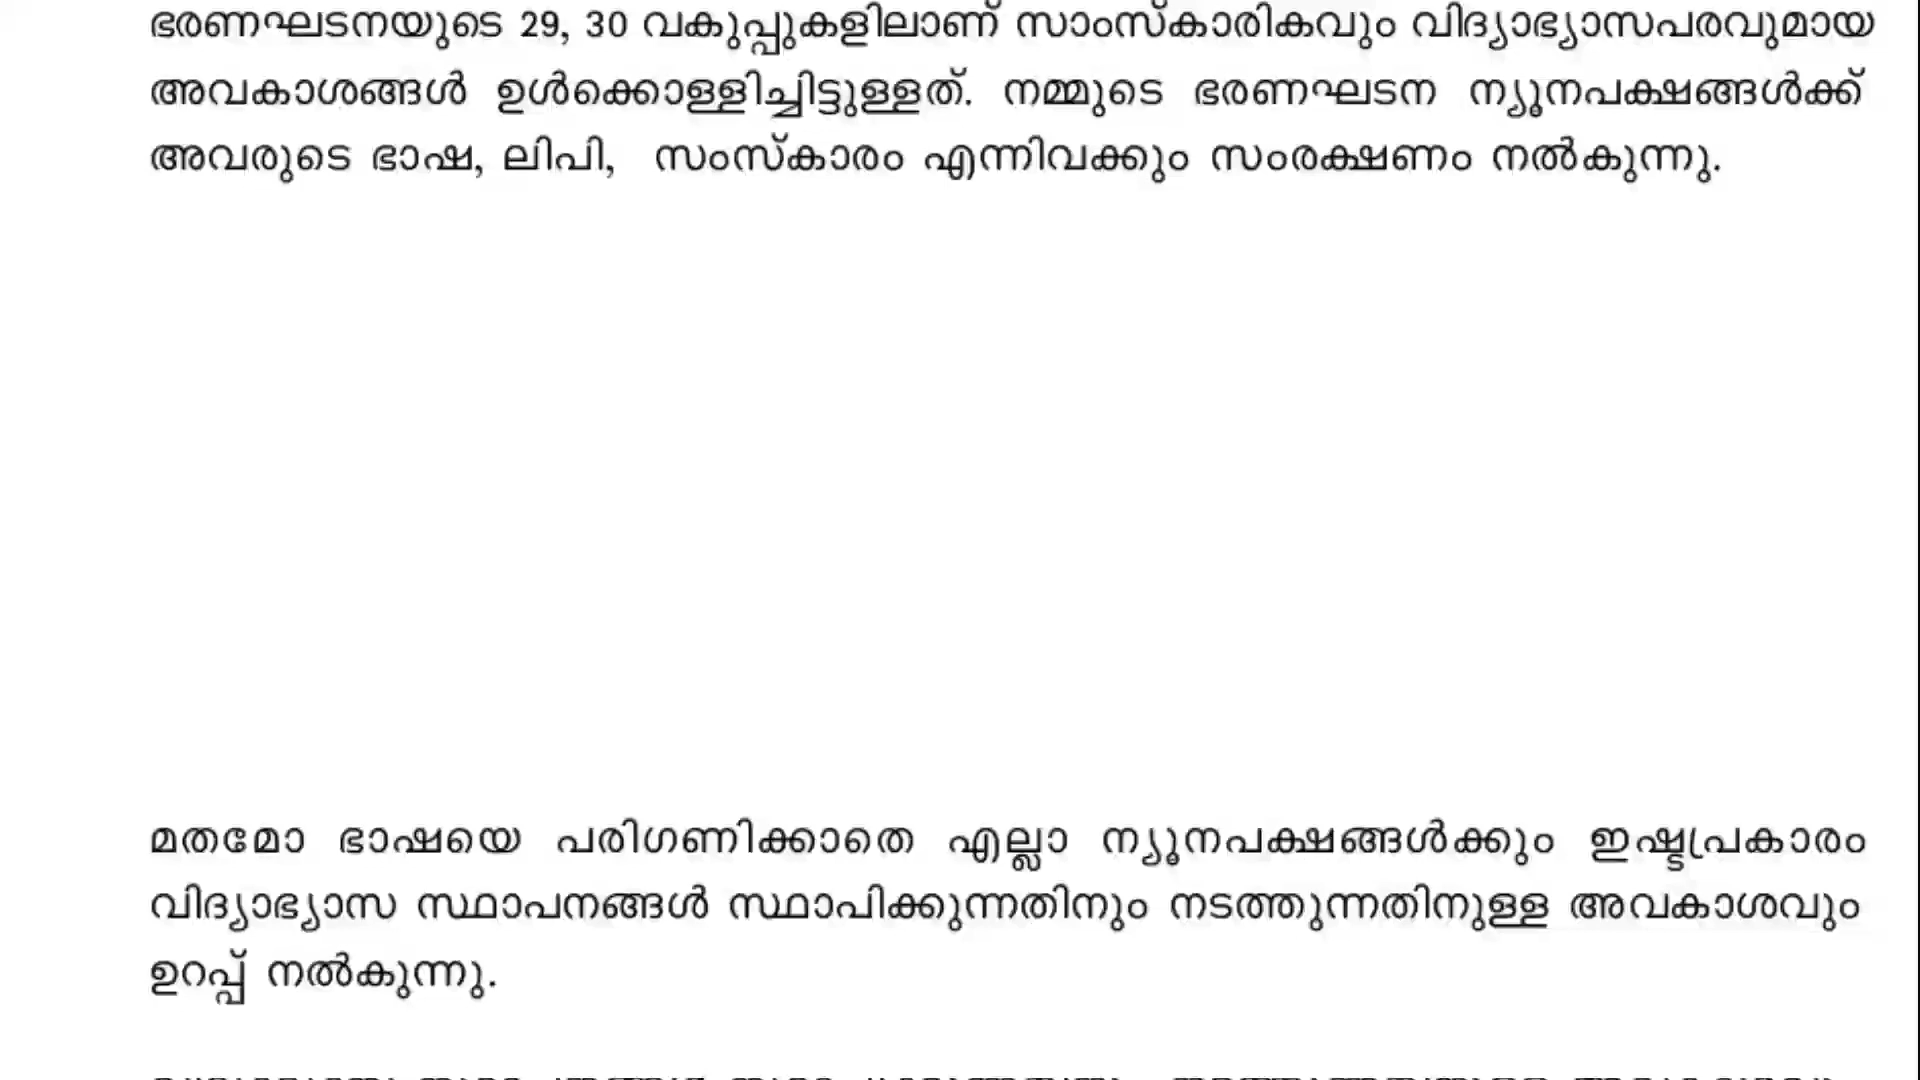 ഭരണഘടനയുടെ 29, 30 വകുപ്പുകളിലാണ് സാംസ്കാരികവും വിദ്യാഭ്യാസപരവുമായ
അവകാശങ്ങൾ ഉൾക്കൊള്ളിച്ചിട്ടുള്ളത്. നമ്മുടെ ഭരണഘടന ന്യൂനപക്ഷങ്ങൾക്ക്
അവരുടെ ഭാഷ, ലിപി, സംസ്കാരം എന്നിവക്കും സംരക്ഷണം നൽകുന്നു.
മതമോ ഭാഷയെ പരിഗണിക്കാതെ എല്ലാ ന്യൂനപക്ഷങ്ങൾക്കും ഇഷ്ടപ്രകാരം
വിദ്യാഭ്യാസ സ്ഥാപനങ്ങൾ സ്ഥാപിക്കുന്നതിനും നടത്തുന്നതിനുള്ള അവകാശവും
ഉറപ്പ് നൽകുന്നു.